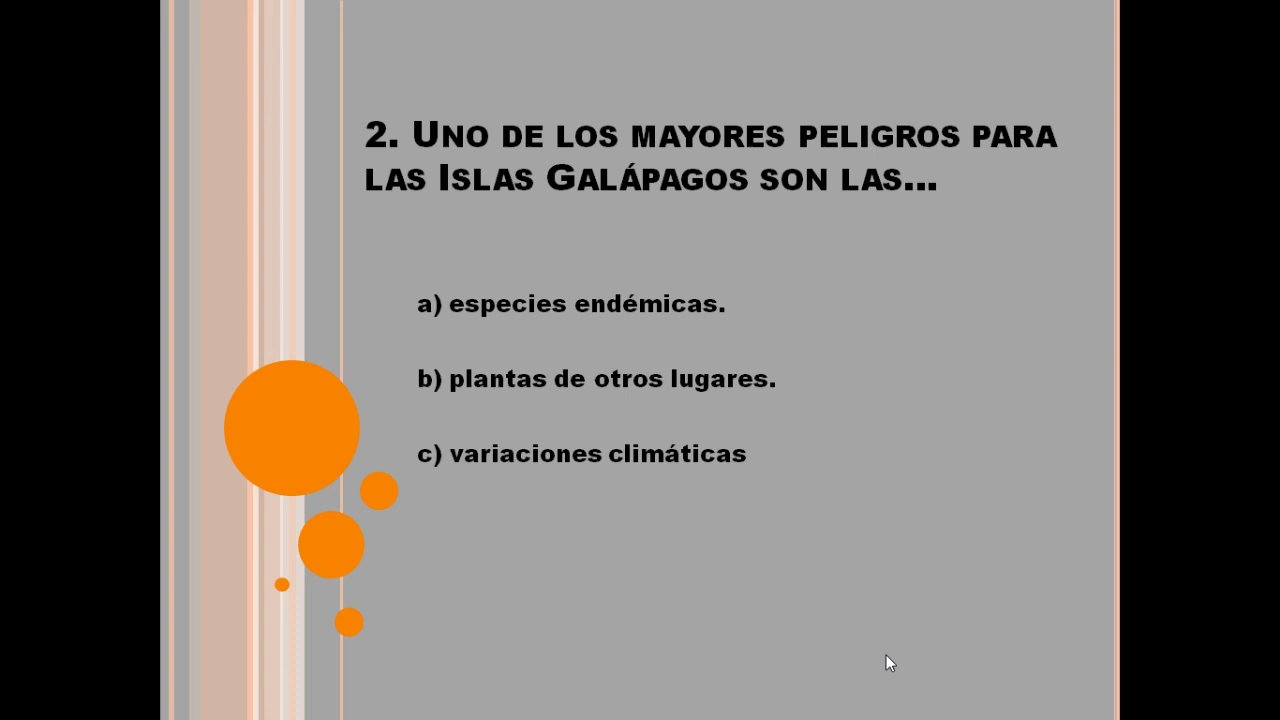 2. Uno de los mayores peligros para
las Islas Galápagos son las...
a) especies endémicas.
b) plantas de otros lugares.
c) variaciones climáticas